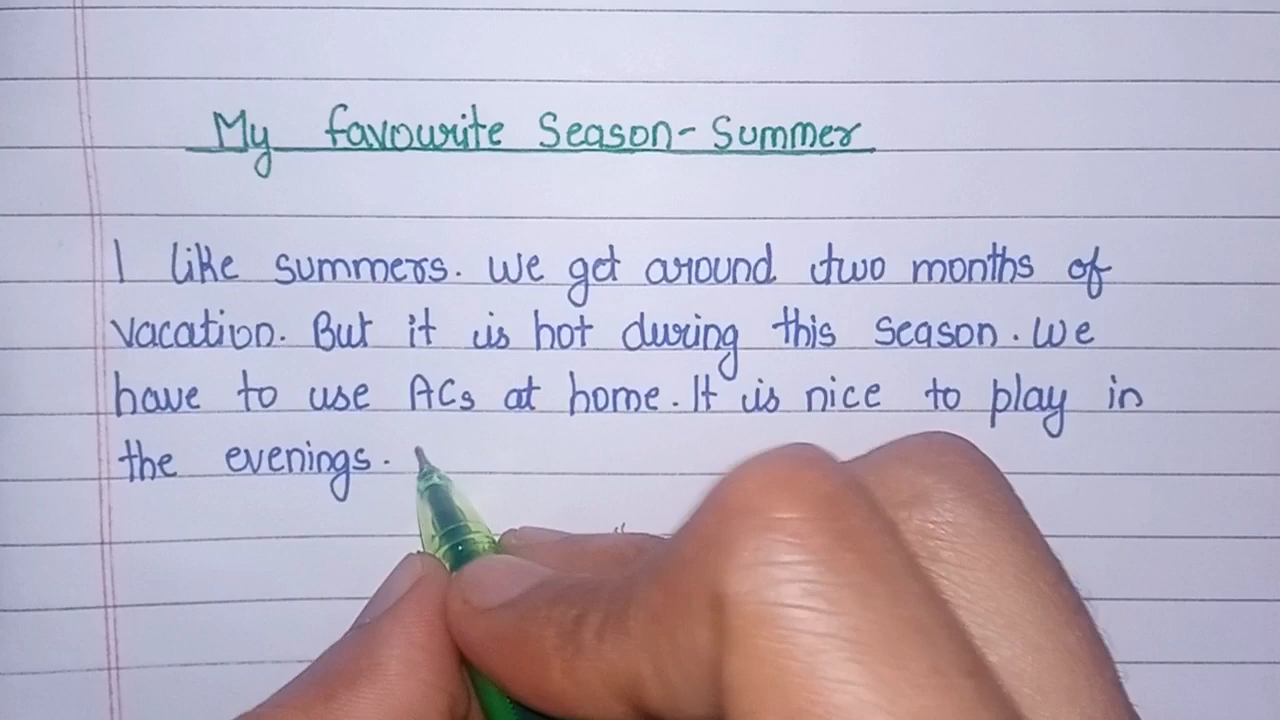 My favourite Season- Summer
I like summers. We get around two months of
vacation. But it is hot during this season. We
have to use ACs at home. It is nice to play in
the evenings.